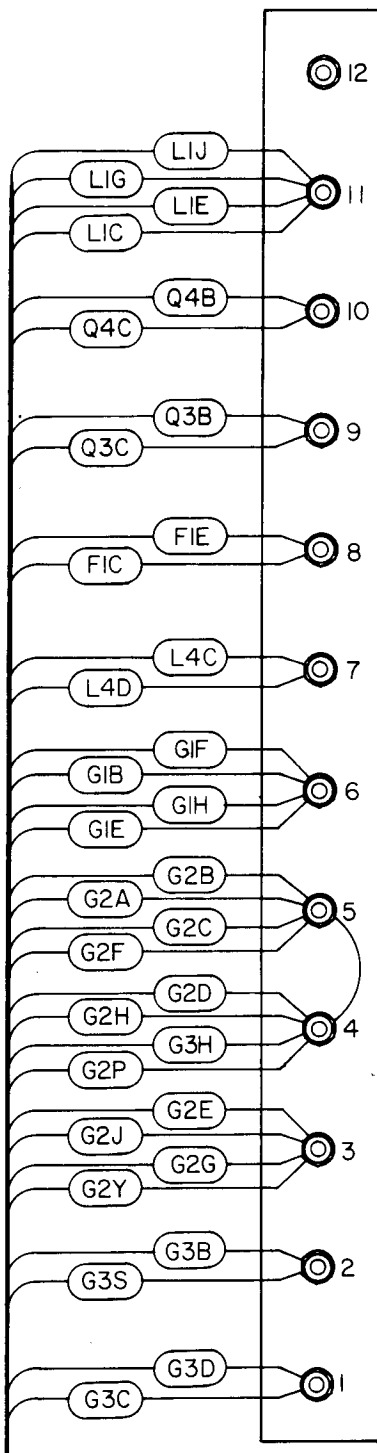 12
L1J
L1G
11
L1E
L1C
Q4B
10
Q4C
Q3B
9
Q3C
F1E
8
F1C
L4C
7
L4D
G1F
G1B
6
G1H
G1E
G2B
G2A
5
G2C
G2F
G2D
G2H
4
G3H
G2P
G2E
G2J
3
G2G
G2Y
G3B
2
G3S
G3D
1
G3C